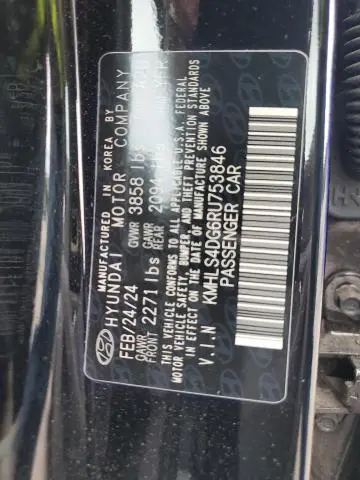 MANUFACTURED IN KOREA BY
HYUNDAI MOTOR COMPANY
FEB/24/24 GVWR 3858 lbs
GAWR FRONT 2271 lbs GAWR REAR 2094
THIS VEHICLE CONFORMS TO ALL APPLICABLE U.S.A. FEDERAL
MOTOR VEHICLE SAFETY, BUMPER, AND THEFT PREVENTION STANDARDS
IN EFFECT ON THE DATE OF MANUFACTURE SHOWN ABOVE
V.I.N KMHLS4DG6RU753846
PASSENGER CAR